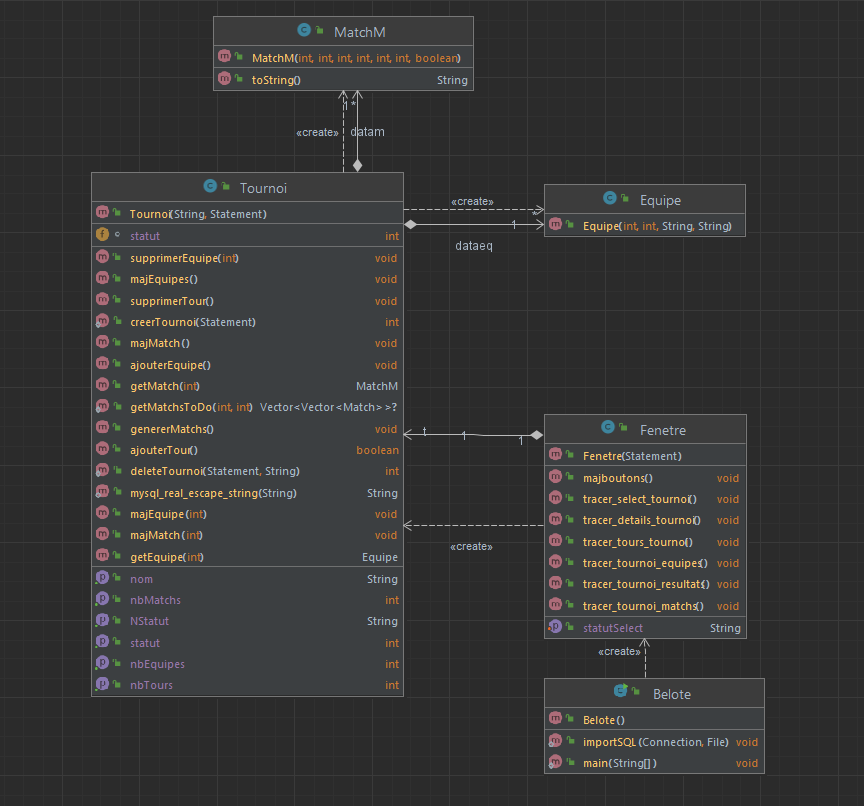 MatchM
MatchM(int, int, int, int, int, int, boolean)
toString() String
1 *
«create» datam
Tournoi
Tournoi(String, Statement)
statut int
supprimerEquipe(int) void
majEquipes() void
supprimerTour() void
creerTournoi(Statement) int
majMatch() void
ajouterEquipe() void
getMatch(int) MatchM
getMatchsToDo(int, int) Vector<Vector<Match>>?
genererMatchs() void
ajouterTour() boolean
deleteTournoi(Statement, String) int
mysql_real_escape_string(String) String
majEquipe(int) void
majMatch(int) void
getEquipe(int) Equipe
nom String
nbMatchs int
NStatut String
statut int
nbEquipes int
nbTours int
«create»
*
1
dataeq
Equipe
Equipe(int, int, String, String)
t 1 1
«create»
Fenetre
Fenetre(Statement)
majboutons() void
tracer_select_tournoi() void
tracer_details_tournoi() void
tracer_tours_tournoi() void
tracer_tournoi_equipes() void
tracer_tournoi_resultats() void
tracer_tournoi_matchs() void
statutSelect String
«create»
Belote
Belote()
importSQL(Connection, File) void
main(String[]) void